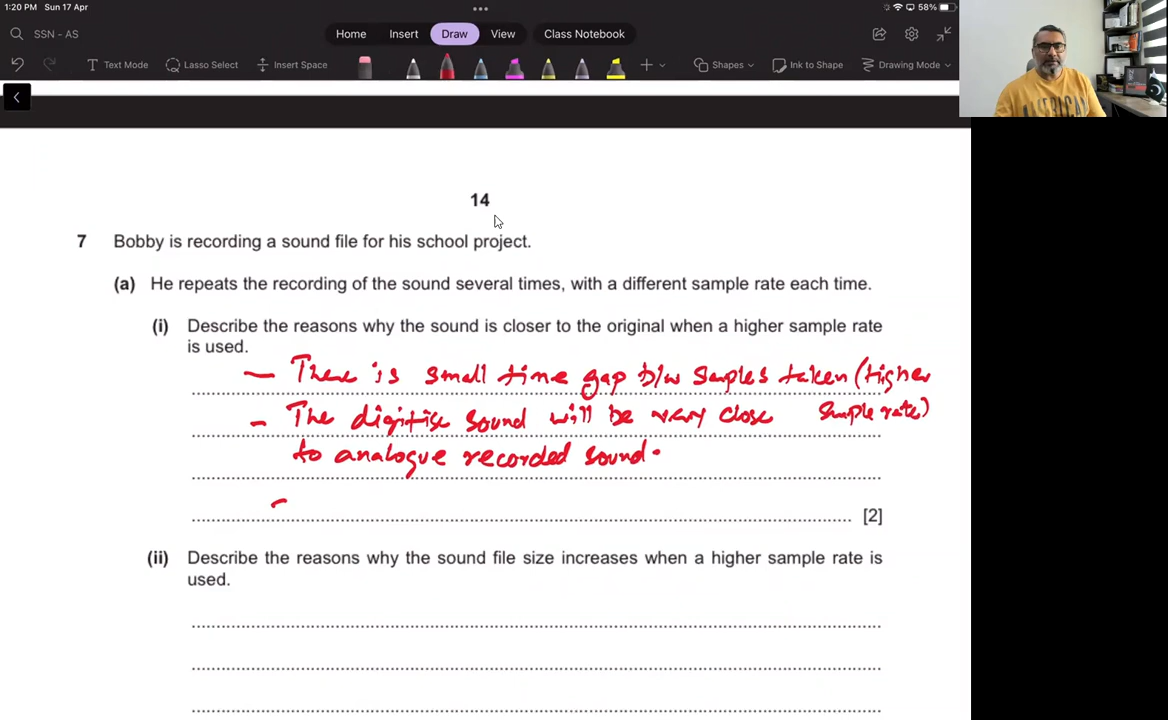 1:20 PM Sun 17 Apr
58%
SSN - AS
Home Insert Draw View Class Notebook
Text Mode Lasso Select Insert Space Shapes Ink to Shape Drawing Mode
14
7 Bobby is recording a sound file for his school project.
(a) He repeats the recording of the sound several times, with a different sample rate each time.
(i) Describe the reasons why the sound is closer to the original when a higher sample rate
is used.
— There is small time gap b/w samples taken (higher
sample rate)
- The digitise sound will be very close
to analogue recorded sound.
[2]
(ii) Describe the reasons why the sound file size increases when a higher sample rate is
used.